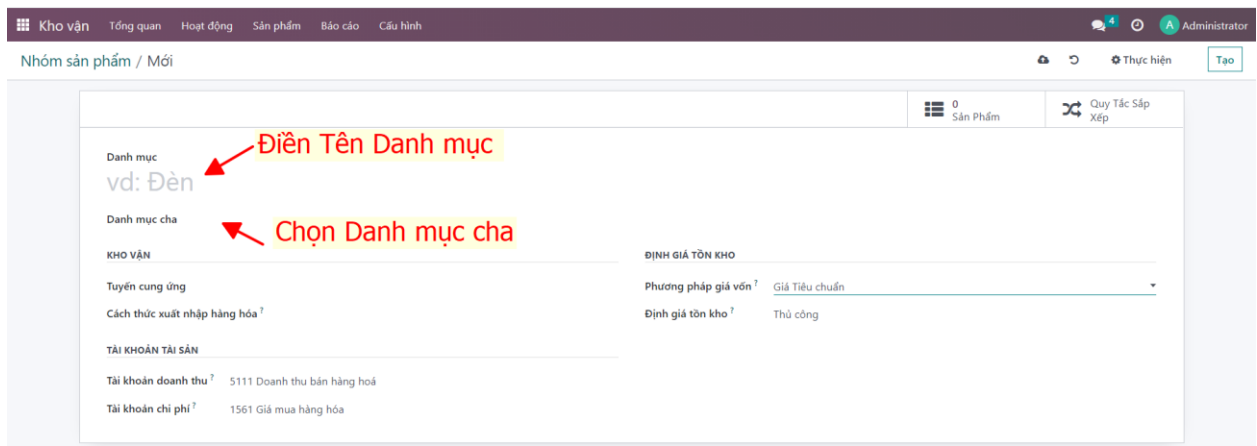 Kho vận Tổng quan Hoạt động Sản phẩm Báo cáo Cấu hình 4 A Administrator
Nhóm sản phẩm / Mới Thực hiện Tạo
0 Sản Phẩm
Quy Tắc Sắp Xếp
Điền Tên Danh mục
Danh mục
vd: Đèn
Danh mục cha
Chọn Danh mục cha
KHO VẬN
Tuyến cung ứng
Cách thức xuất nhập hàng hóa ?
ĐỊNH GIÁ TỒN KHO
Phương pháp giá vốn ? Giá Tiêu chuẩn
Định giá tồn kho ? Thủ công
TÀI KHOẢN TÀI SẢN
Tài khoản doanh thu ? 5111 Doanh thu bán hàng hoá
Tài khoản chi phí ? 1561 Giá mua hàng hóa